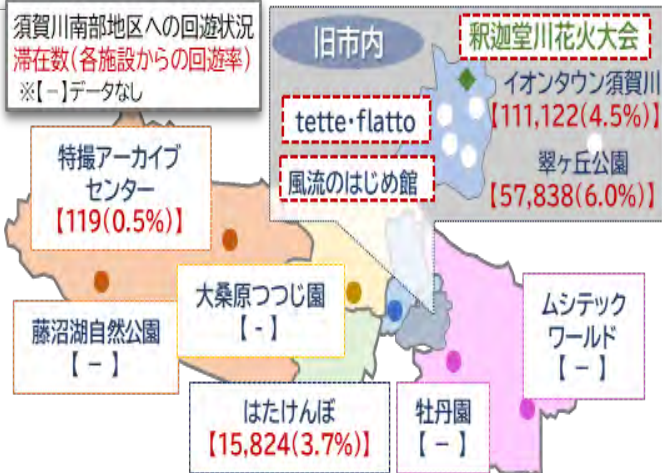 須賀川南部地区への回遊状況
滞在数(各施設からの回遊率)
※【－】データなし
旧市内
釈迦堂川花火大会
イオンタウン須賀川
【111,122(4.5%)】
tette・flatto
翠ヶ丘公園
【57,838(6.0%)】
風流のはじめ館
特撮アーカイブ
センター
【119(0.5%)】
大桑原つつじ園
【-】
藤沼湖自然公園
【－】
ムシテック
ワールド
【－】
はたけんぼ
【15,824(3.7%)】
牡丹園
【－】